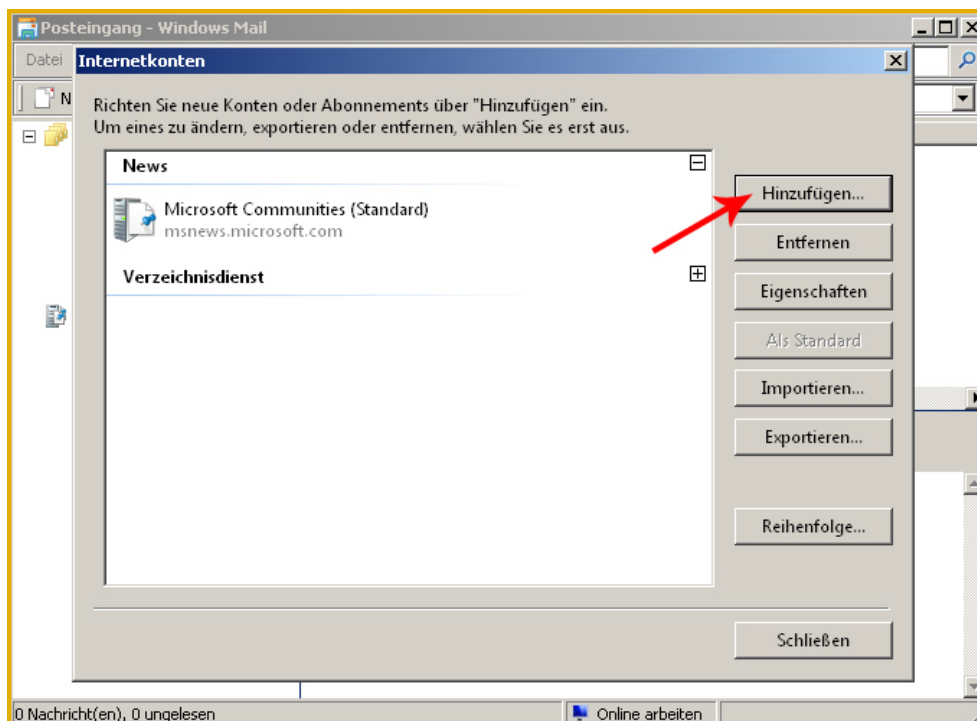 Posteingang - Windows Mail
Datei
Internetkonten
N
Richten Sie neue Konten oder Abonnements über "Hinzufügen" ein.
Um eines zu ändern, exportieren oder entfernen, wählen Sie es erst aus.
News
Microsoft Communities (Standard)
msnews.microsoft.com
Verzeichnisdienst
Hinzufügen...
Entfernen
Eigenschaften
Als Standard
Importieren...
Exportieren...
Reihenfolge...
Schließen
0 Nachricht(en), 0 ungelesen
Online arbeiten